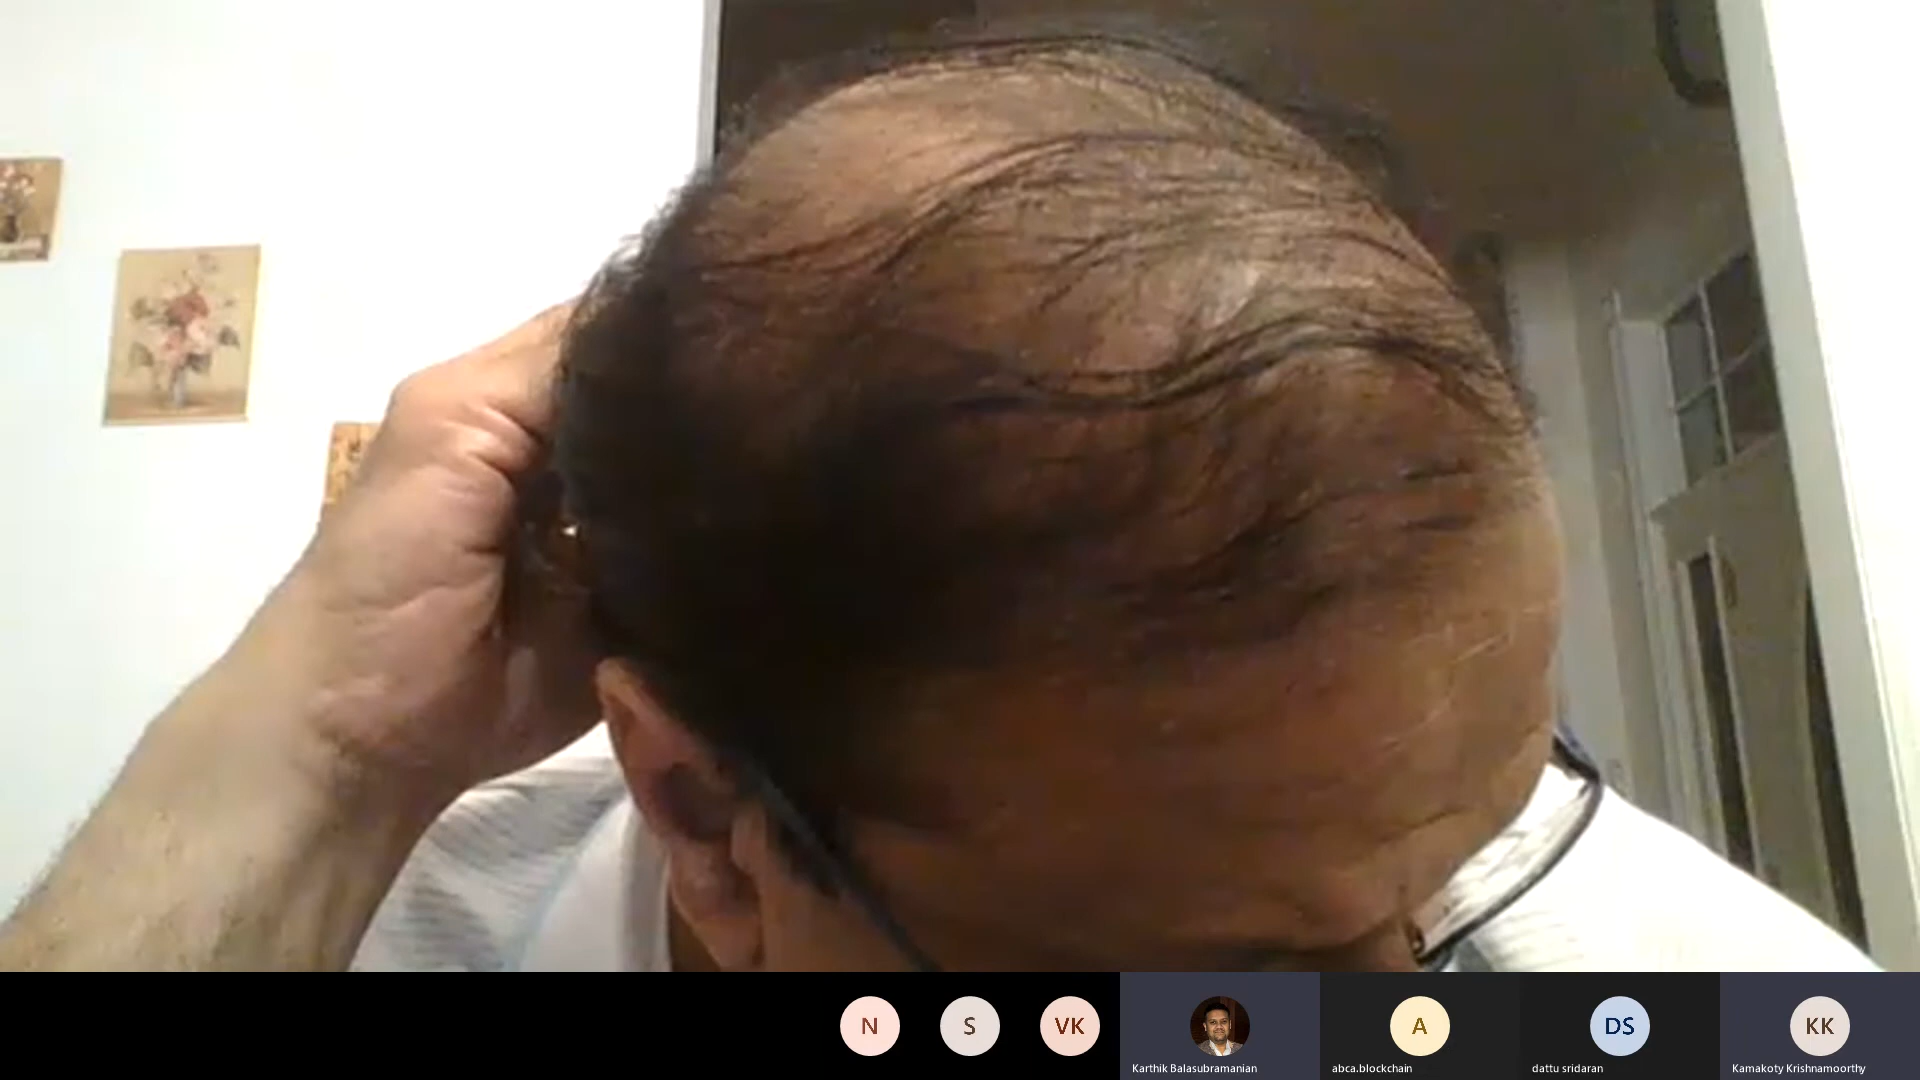 N
S
VK
A
DS
KK
Karthik Balasubramanian
abca.blockchain
dattu sridaran
Kamakoty Krishnamoorthy